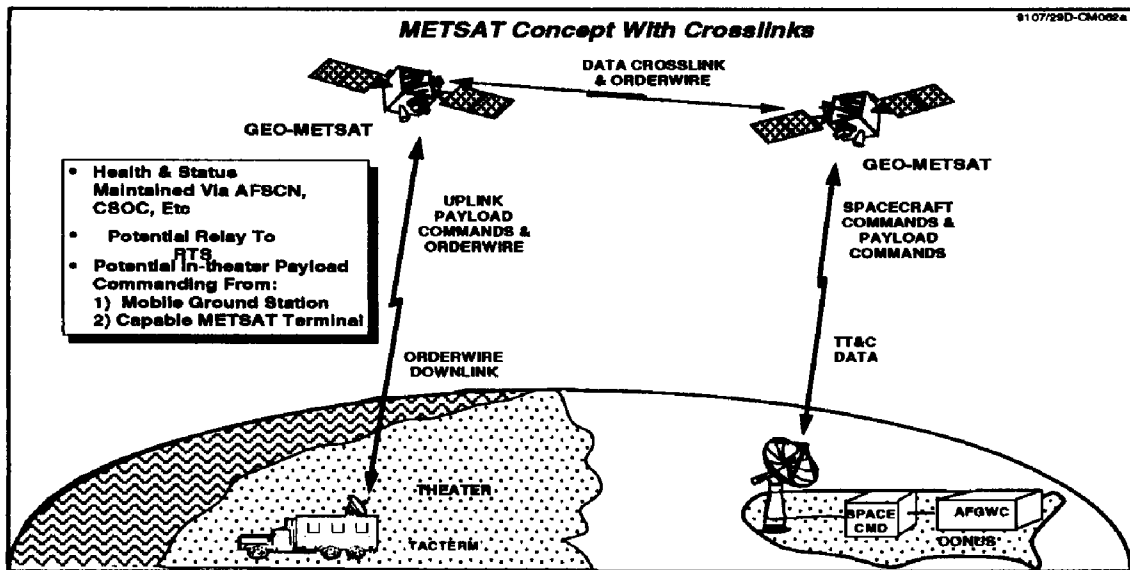 9107/29D-CM062a
METSAT Concept With Crosslinks
DATA CROSSLINK
& ORDERWIRE
GEO-METSAT
GEO-METSAT
• Health & Status
Maintained Via AFSCN,
CSOC, Etc
• Potential Relay To
RTS
• Potential In-theater Payload
Commanding From:
1) Mobile Ground Station
2) Capable METSAT Terminal
UPLINK
PAYLOAD
COMMANDS &
ORDERWIRE
SPACECRAFT
COMMANDS &
PAYLOAD
COMMANDS
ORDERWIRE
DOWNLINK
TT&C
DATA
THEATER
TACTERM
SPACE
CMD
AFGWC
CONUS